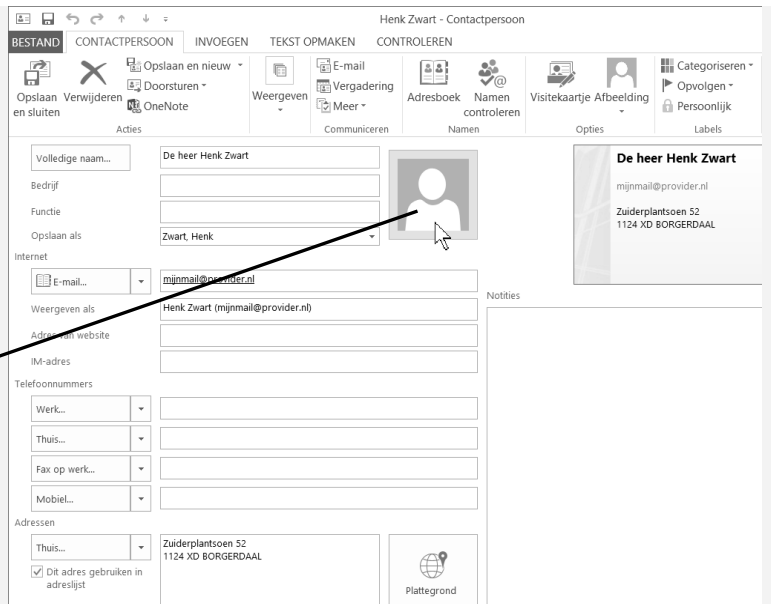 Henk Zwart - Contactpersoon
BESTAND CONTACTPERSOON INVOEGEN TEKST OPMAKEN CONTROLEREN
Opslaan en sluiten
Verwijderen
Opslaan en nieuw
Doorsturen
OneNote
Acties
Weergeven
E-mail
Vergadering
Meer
Communiceren
Adresboek
Namen controleren
Namen
Visitekaartje
Afbeelding
Opties
Categoriseren
Opvolgen
Persoonlijk
Labels
Volledige naam... De heer Henk Zwart
Bedrijf
Functie
Opslaan als Zwart, Henk
Internet
E-mail... mijnmail@provider.nl
Weergeven als Henk Zwart (mijnmail@provider.nl)
Adres van website
IM-adres
Telefoonnummers
Werk...
Thuis...
Fax op werk...
Mobiel...
Adressen
Thuis... Zuiderplantsoen 52
1124 XD BORGERDAAL
Dit adres gebruiken in
adreslijst
Plattegrond
De heer Henk Zwart
mijnmail@provider.nl
Zuiderplantsoen 52
1124 XD BORGERDAAL
Notities